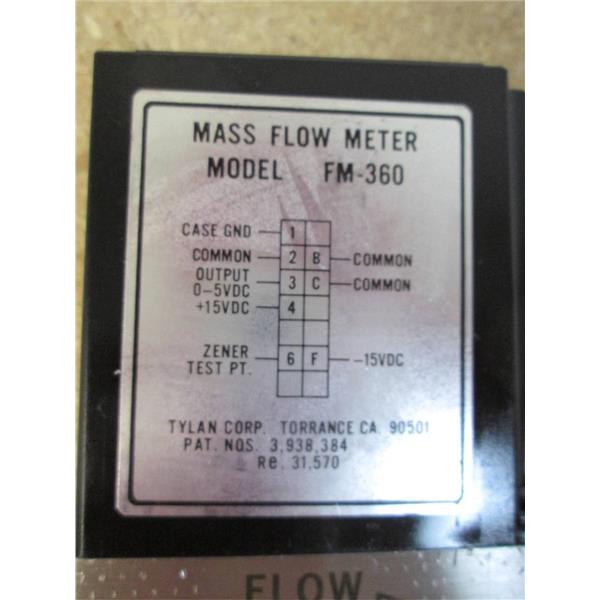 MASS FLOW METER
MODEL FM-360
CASE GND 1
COMMON 2 B COMMON
OUTPUT
0-5VDC 3 C COMMON
+15VDC 4
ZENER
TEST PT. 6 F -15VDC
TYLAN CORP. TORRANCE CA. 90501
PAT. NOS. 3,938,384
Re. 31,570
FLOW